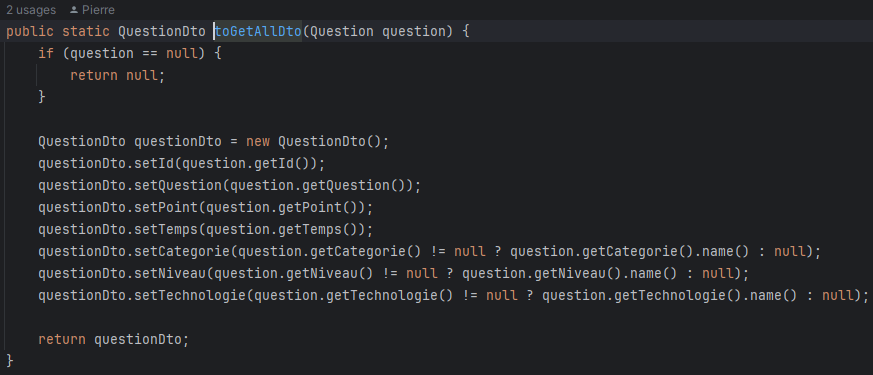 2 usages Pierre
public static QuestionDto toGetAllDto(Question question) {
    if (question == null) {
        return null;
    }

    QuestionDto questionDto = new QuestionDto();
    questionDto.setId(question.getId());
    questionDto.setQuestion(question.getQuestion());
    questionDto.setPoint(question.getPoint());
    questionDto.setTemps(question.getTemps());
    questionDto.setCategorie(question.getCategorie() != null ? question.getCategorie().name() : null);
    questionDto.setNiveau(question.getNiveau() != null ? question.getNiveau().name() : null);
    questionDto.setTechnologie(question.getTechnologie() != null ? question.getTechnologie().name() : null);

    return questionDto;
}